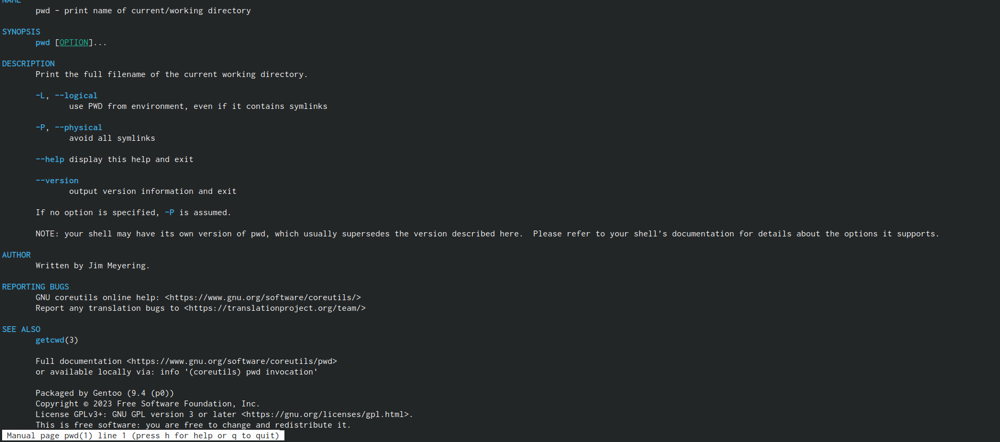 NAME
pwd - print name of current/working directory
SYNOPSIS
pwd [OPTION]...
DESCRIPTION
Print the full filename of the current working directory.
-L, --logical
use PWD from environment, even if it contains symlinks
-P, --physical
avoid all symlinks
--help display this help and exit
--version
output version information and exit
If no option is specified, -P is assumed.
NOTE: your shell may have its own version of pwd, which usually supersedes the version described here.  Please refer to your shell’s documentation for details about the options it supports.
AUTHOR
Written by Jim Meyering.
REPORTING BUGS
GNU coreutils online help: <https://www.gnu.org/software/coreutils/>
Report any translation bugs to <https://translationproject.org/team/>
SEE ALSO
getcwd(3)
Full documentation <https://www.gnu.org/software/coreutils/pwd>
or available locally via: info '(coreutils) pwd invocation'
Packaged by Gentoo (9.4 (p0))
Copyright © 2023 Free Software Foundation, Inc.
License GPLv3+: GNU GPL version 3 or later <https://gnu.org/licenses/gpl.html>.
This is free software: you are free to change and redistribute it.
Manual page pwd(1) line 1 (press h for help or q to quit)